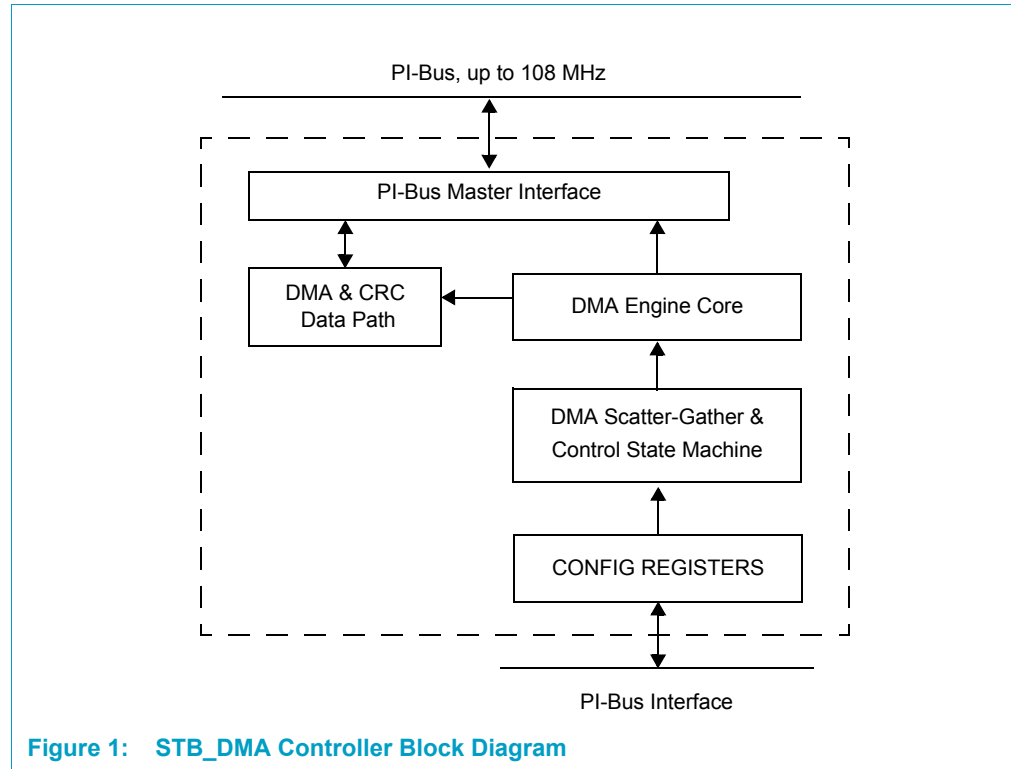 PI-Bus, up to 108 MHz
PI-Bus Master Interface
DMA & CRC
Data Path
DMA Engine Core
DMA Scatter-Gather &
Control State Machine
CONFIG REGISTERS
PI-Bus Interface
Figure 1: STB_DMA Controller Block Diagram